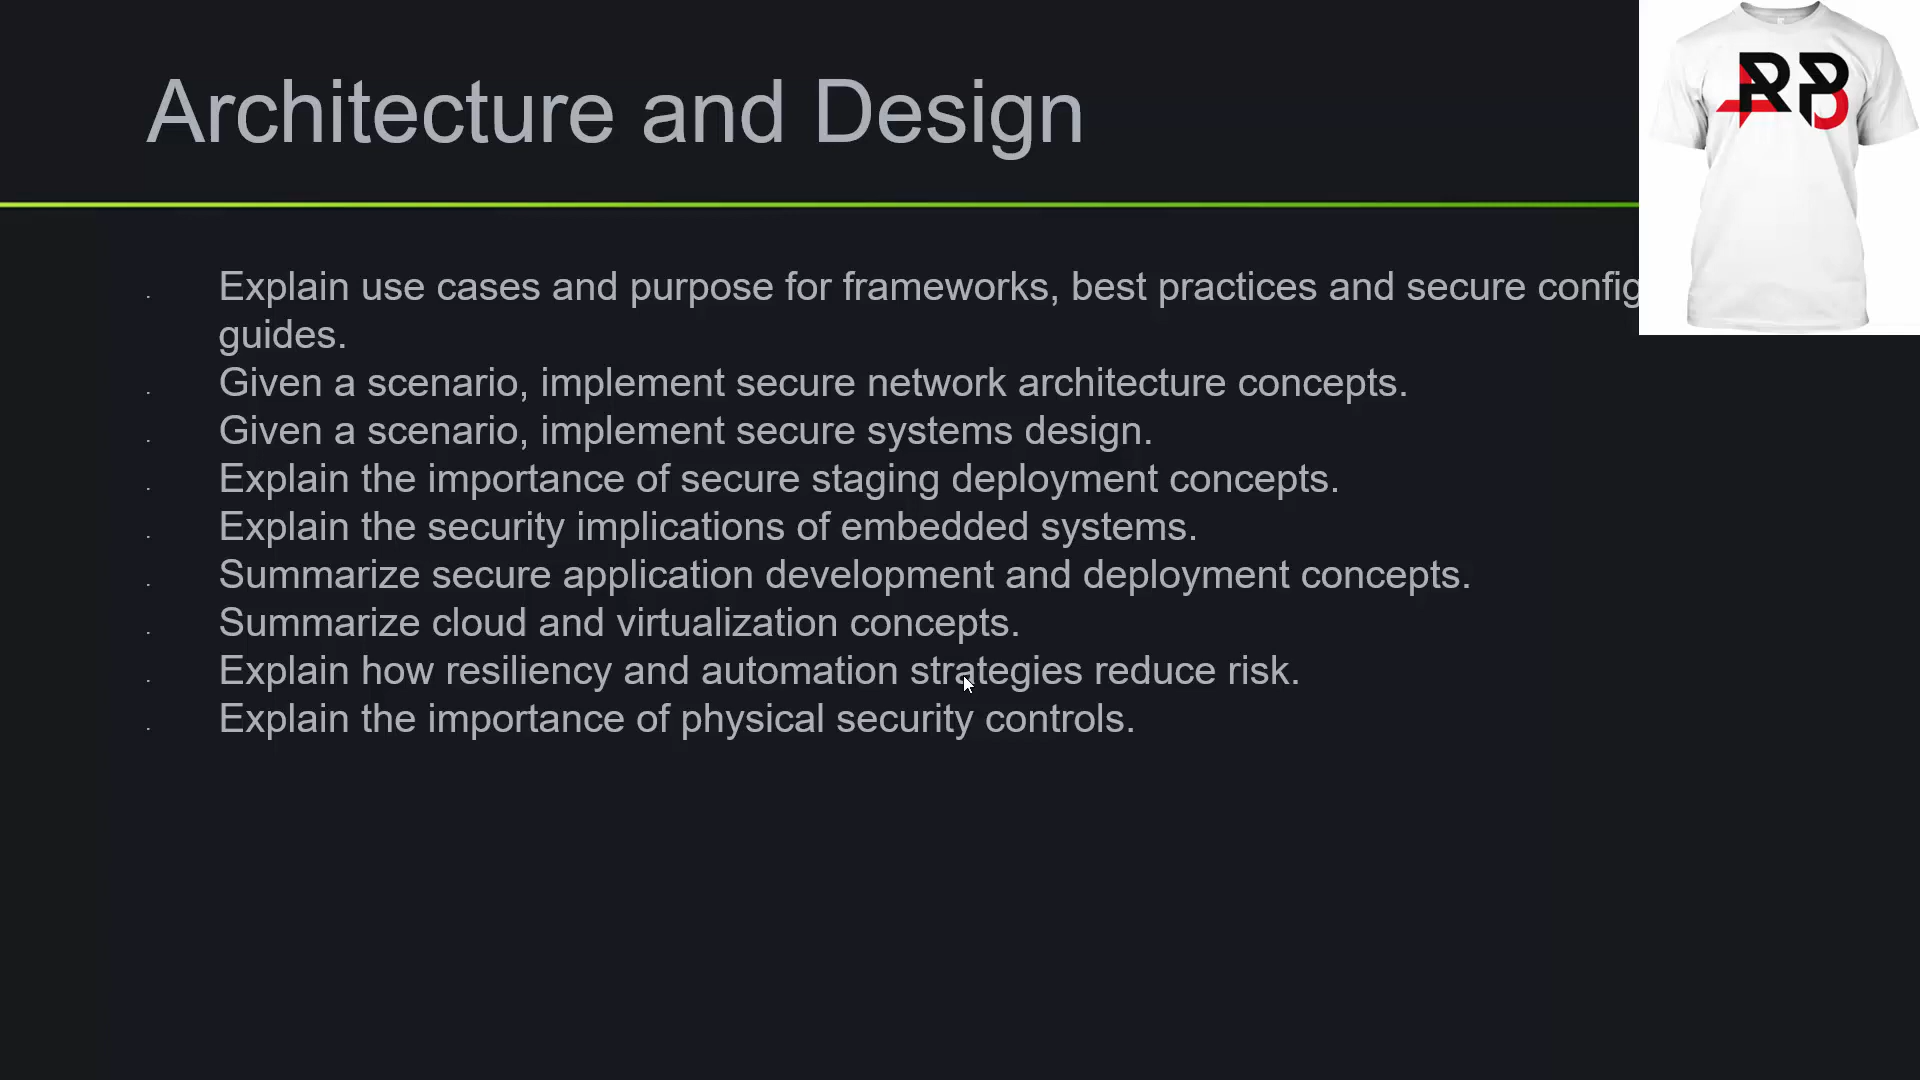 Architecture and Design
RB
Explain use cases and purpose for frameworks, best practices and secure config
guides.
Given a scenario, implement secure network architecture concepts.
Given a scenario, implement secure systems design.
Explain the importance of secure staging deployment concepts.
Explain the security implications of embedded systems.
Summarize secure application development and deployment concepts.
Summarize cloud and virtualization concepts.
Explain how resiliency and automation strategies reduce risk.
Explain the importance of physical security controls.